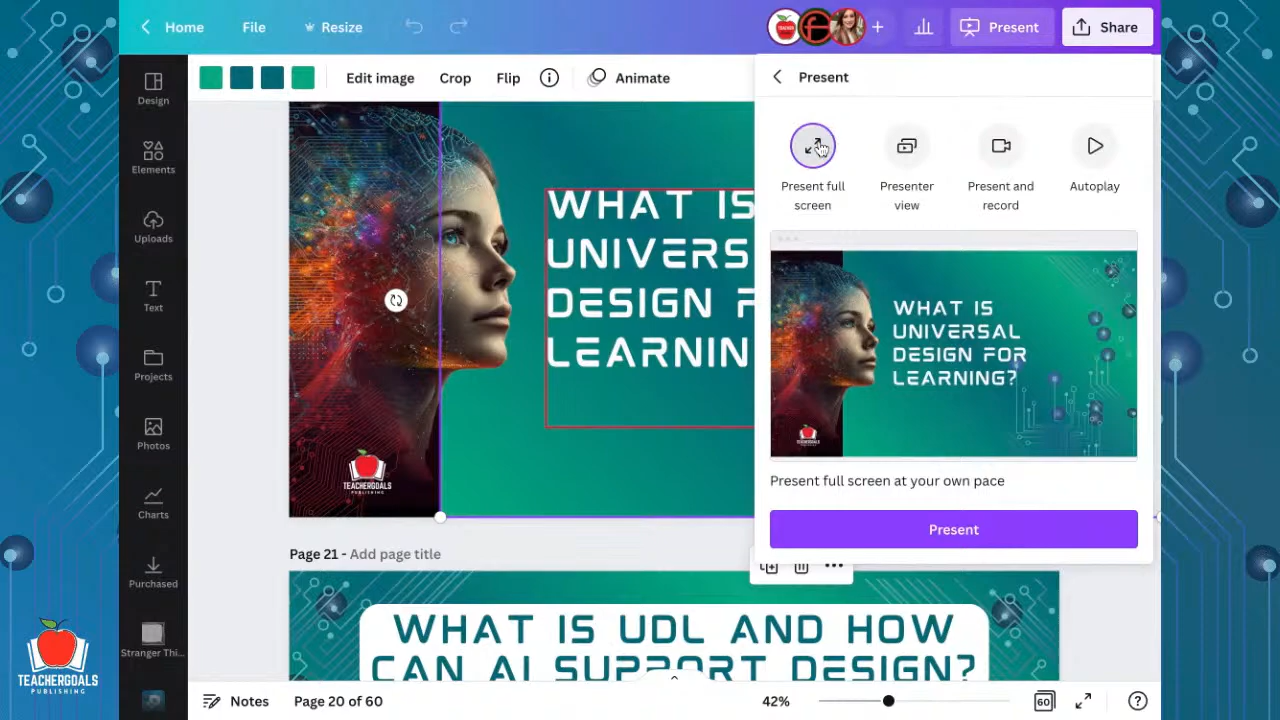 Home File Resize Present Share
Edit image Crop Flip Animate
Present
Design
Elements
Uploads
Text
Projects
Photos
Charts
Purchased
Stranger Thi...
Present full
screen
Presenter
view
Present and
record
Autoplay
WHAT IS
UNIVERS
DESIGN F
LEARNIN
TEACHERGOALS
PUBLISHING
WHAT IS
UNIVERSAL
DESIGN FOR
LEARNING?
Present full screen at your own pace
Present
Page 21 - Add page title
WHAT IS UDL AND HOW
CAN AI SUPPORT DESIGN?
Notes Page 20 of 60 42% 60
TEACHERGOALS
PUBLISHING